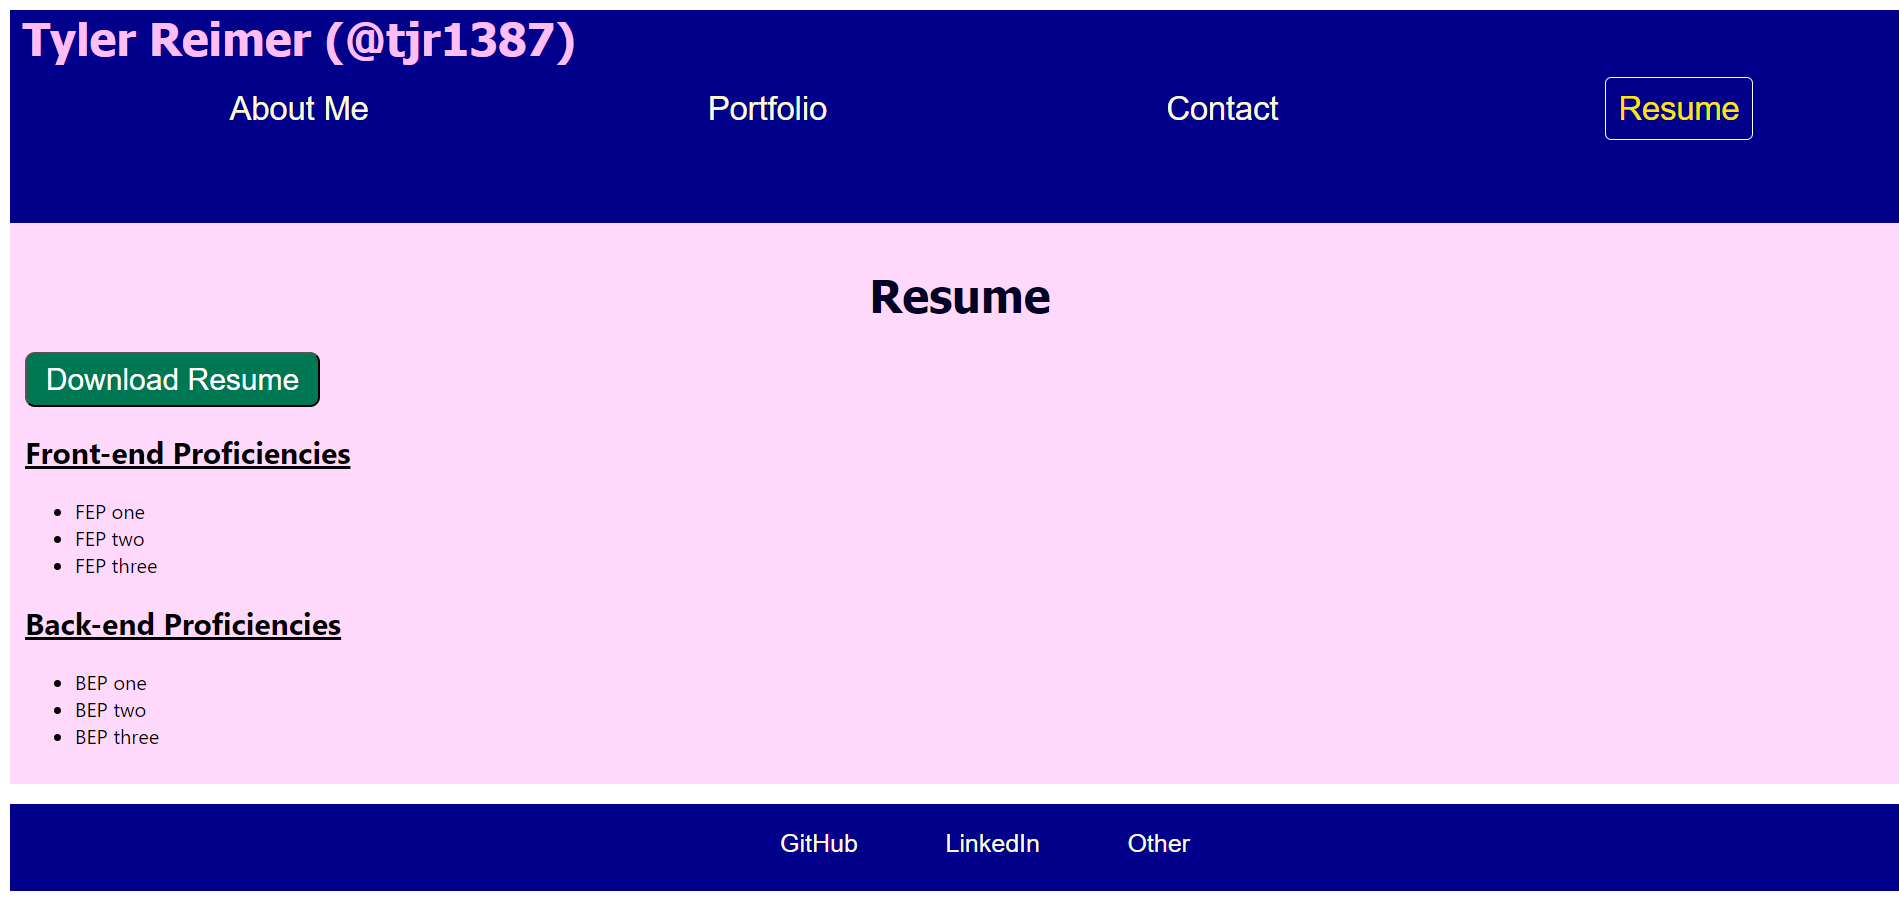 Tyler Reimer (@tjr1387)
About Me Portfolio Contact Resume
Resume
Download Resume
Front-end Proficiencies
FEP one
FEP two
FEP three
Back-end Proficiencies
BEP one
BEP two
BEP three
GitHub LinkedIn Other